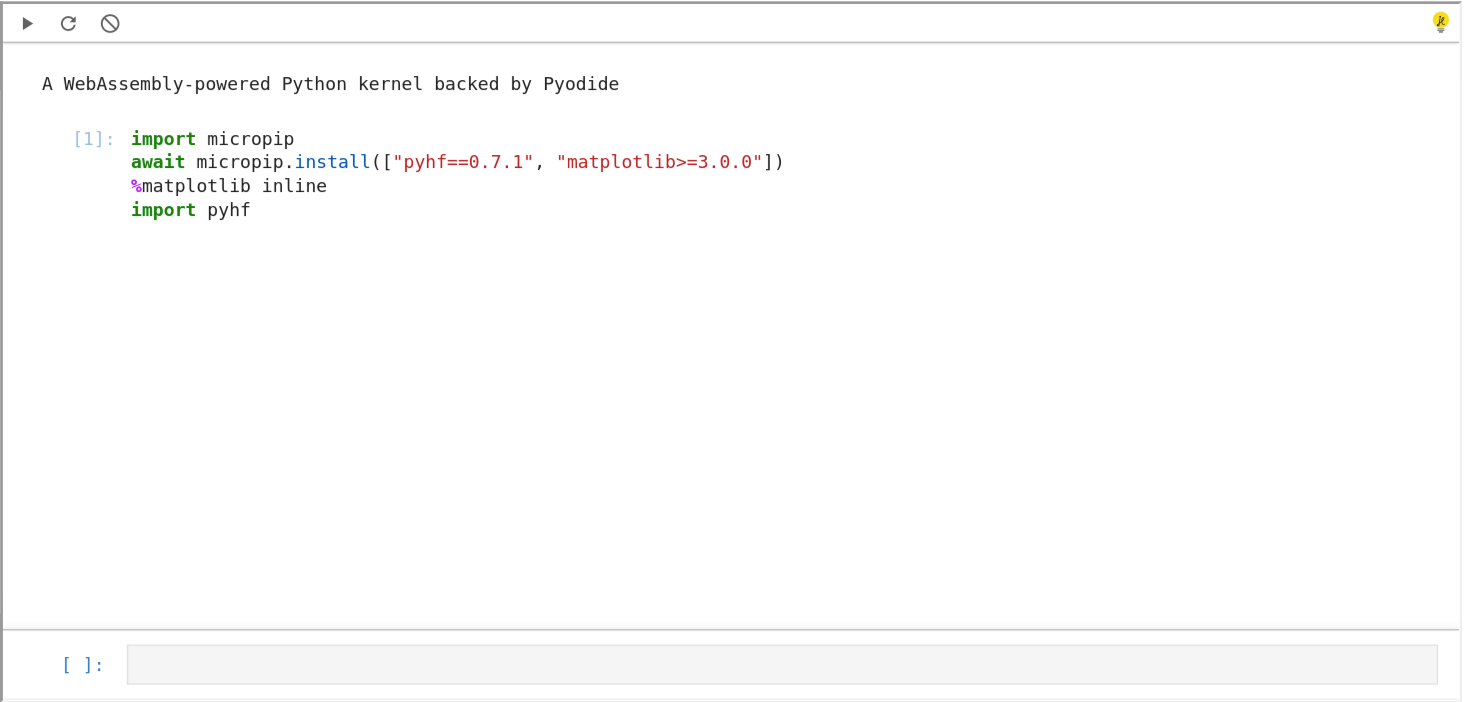 A WebAssembly-powered Python kernel backed by Pyodide
[1]: import micropip
await micropip.install(["pyhf==0.7.1", "matplotlib>=3.0.0"])
%matplotlib inline
import pyhf
[ ]: